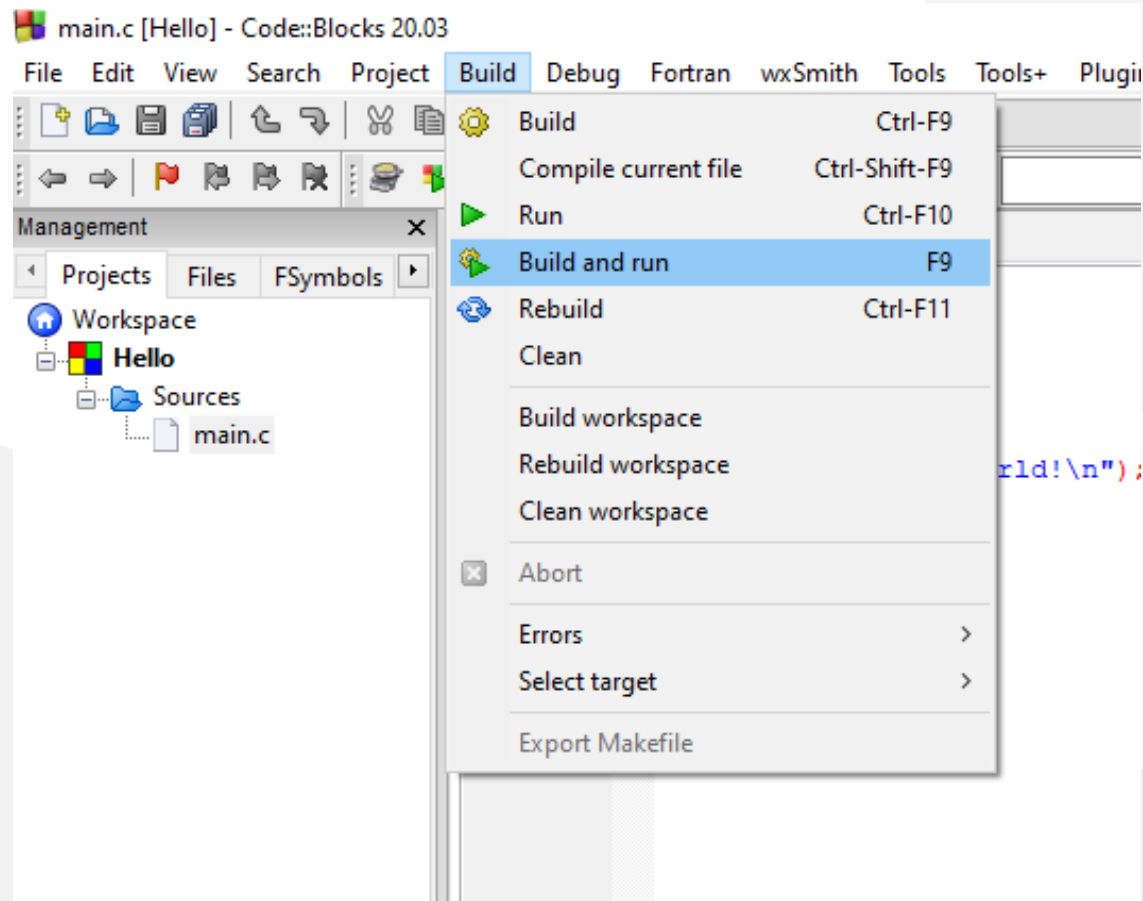 main.c [Hello] - Code::Blocks 20.03
File Edit View Search Project Build Debug Fortran wxSmith Tools Tools+
Build Ctrl-F9
Compile current file Ctrl-Shift-F9
Run Ctrl-F10
Build and run F9
Rebuild Ctrl-F11
Clean
Build workspace
Rebuild workspace
Clean workspace
Abort
Errors
Select target
Export Makefile
Management
Projects Files FSymbols
Workspace
Hello
Sources
main.c
rld!\n");